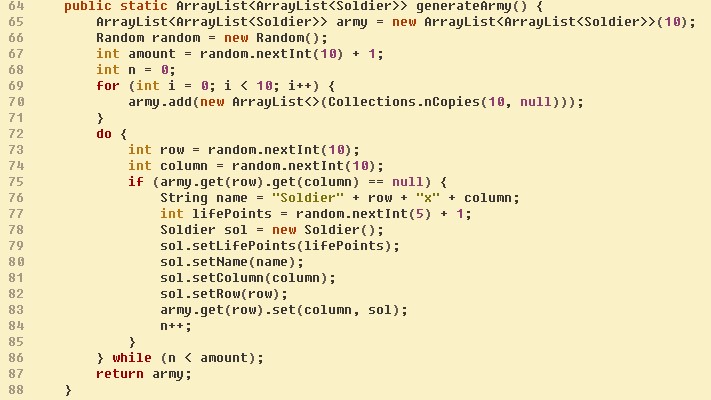 64 public static ArrayList<ArrayList<Soldier>> generateArmy() {
65 ArrayList<ArrayList<Soldier>> army = new ArrayList<ArrayList<Soldier>>(10);
66 Random random = new Random();
67 int amount = random.nextInt(10) + 1;
68 int n = 0;
69 for (int i = 0; i < 10; i++) {
70 army.add(new ArrayList<>(Collections.nCopies(10, null)));
71 }
72 do {
73 int row = random.nextInt(10);
74 int column = random.nextInt(10);
75 if (army.get(row).get(column) == null) {
76 String name = "Soldier" + row + "x" + column;
77 int lifePoints = random.nextInt(5) + 1;
78 Soldier sol = new Soldier();
79 sol.setLifePoints(lifePoints);
80 sol.setName(name);
81 sol.setColumn(column);
82 sol.setRow(row);
83 army.get(row).set(column, sol);
84 n++;
85 }
86 } while (n < amount);
87 return army;
88 }